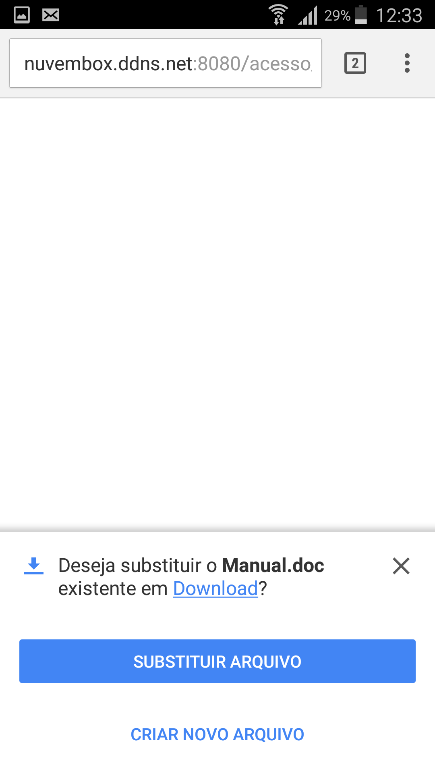 29% 12:33
nuvembox.ddns.net:8080/acesso
2
Deseja substituir o Manual.doc
existente em Download?
SUBSTITUIR ARQUIVO
CRIAR NOVO ARQUIVO